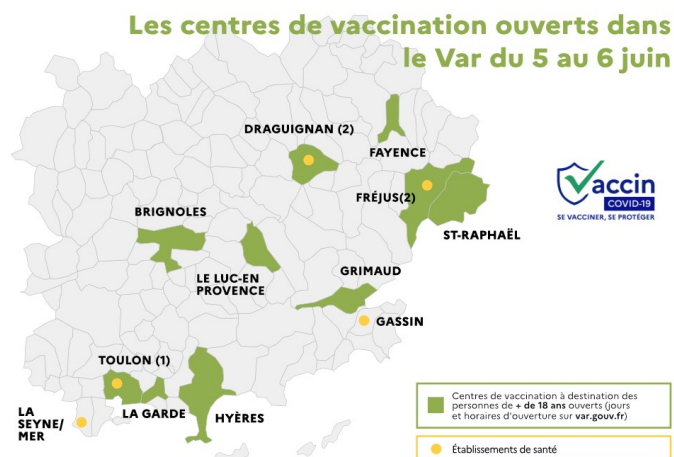 Les centres de vaccination ouverts dans
le Var du 5 au 6 juin
DRAGUIGNAN (2)
FAYENCE
FRÉJUS(2)
Vaccin
COVID-19
SE VACCINER, SE PROTÉGER
BRIGNOLES
ST-RAPHAËL
LE LUC-EN
PROVENCE
GRIMAUD
GASSIN
TOULON (1)
LA GARDE
HYÈRES
LA
SEYNE/
MER
Centres de vaccination à destination des
personnes de + de 18 ans ouverts (jours
et horaires d'ouverture sur var.gouv.fr)
Établissements de santé